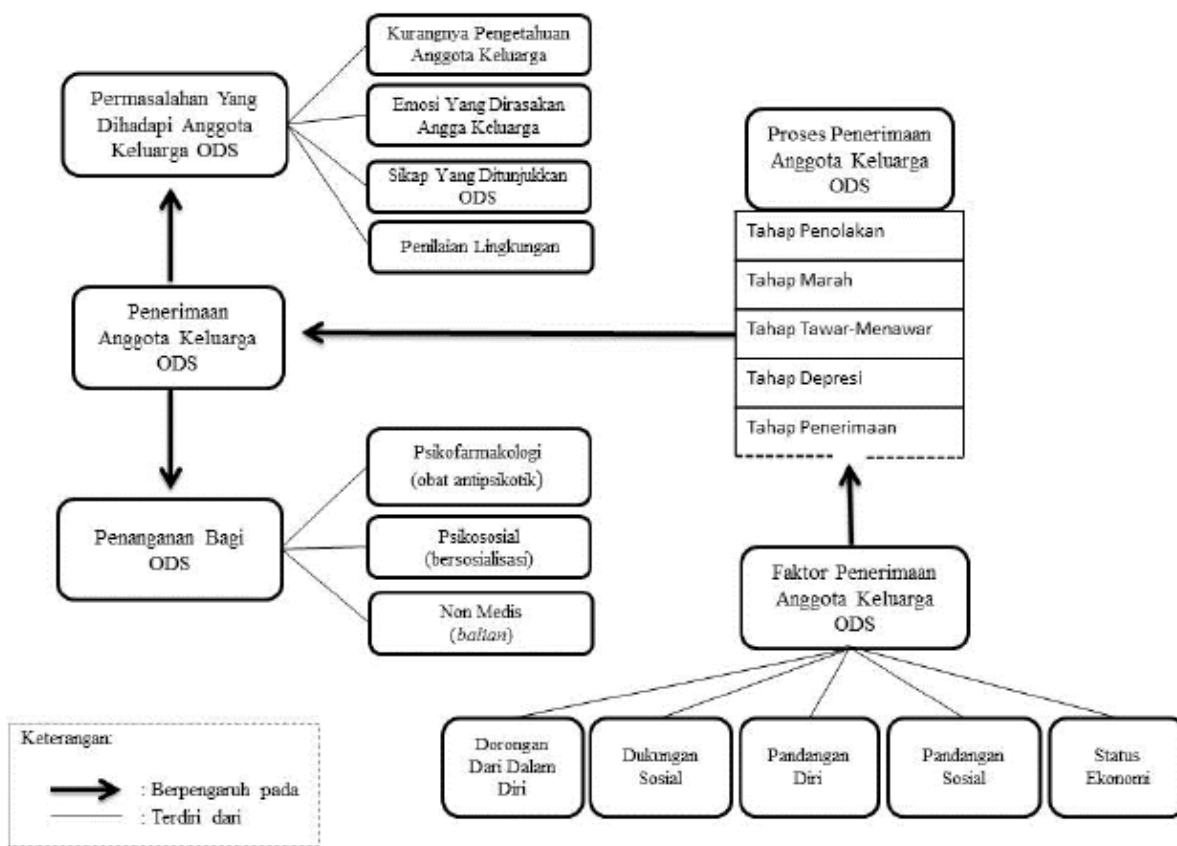 Kurangnya Pengetahuan
Anggota Keluarga
Permasalahan Yang
Dihadapi Anggota
Keluarga ODS
Emosi Yang Dirasakan
Angga Keluarga
Sikap Yang Ditunjukkan
ODS
Penilaian Lingkungan
Proses Penerimaan
Anggota Keluarga
ODS
Tahap Penolakan
Tahap Marah
Tahap Tawar-Menawar
Tahap Depresi
Tahap Penerimaan
Penerimaan
Anggota Keluarga
ODS
Psikofarmakologi
(obat antipsikotik)
Penanganan Bagi
ODS
Psikososial
(bersosialisasi)
Non Medis
(balian)
Faktor Penerimaan
Anggota Keluarga
ODS
Dorongan
Dari Dalam
Diri
Dukungan
Sosial
Pandangan
Diri
Pandangan
Sosial
Status
Ekonomi
Keterangan:
: Berpengaruh pada
: Terdiri dari